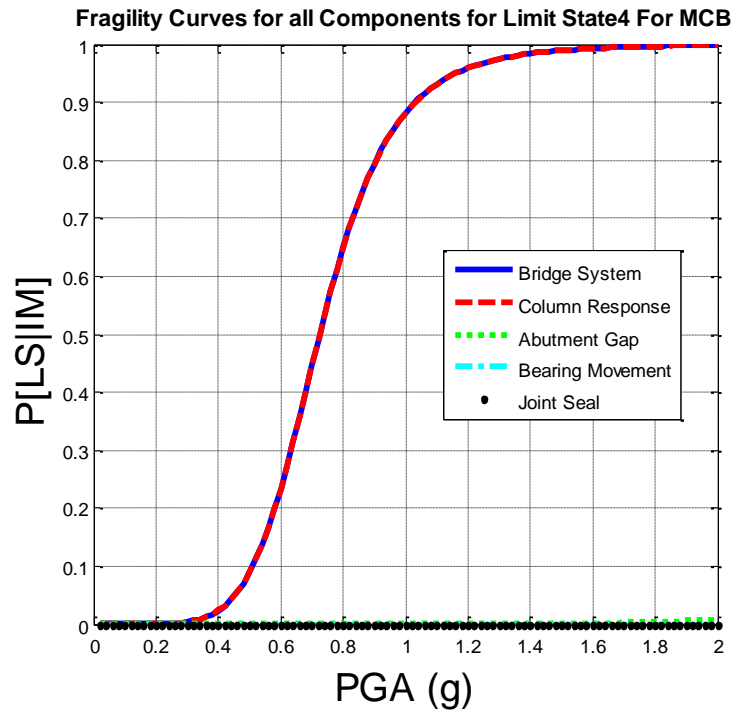 Fragility Curves for all Components for Limit State4 For MCB
P[LS|IM]
1
0.9
0.8
0.7
0.6
0.5
0.4
0.3
0.2
0.1
0
Bridge System
Column Response
Abutment Gap
Bearing Movement
Joint Seal
0 0.2 0.4 0.6 0.8 1 1.2 1.4 1.6 1.8 2
PGA (g)